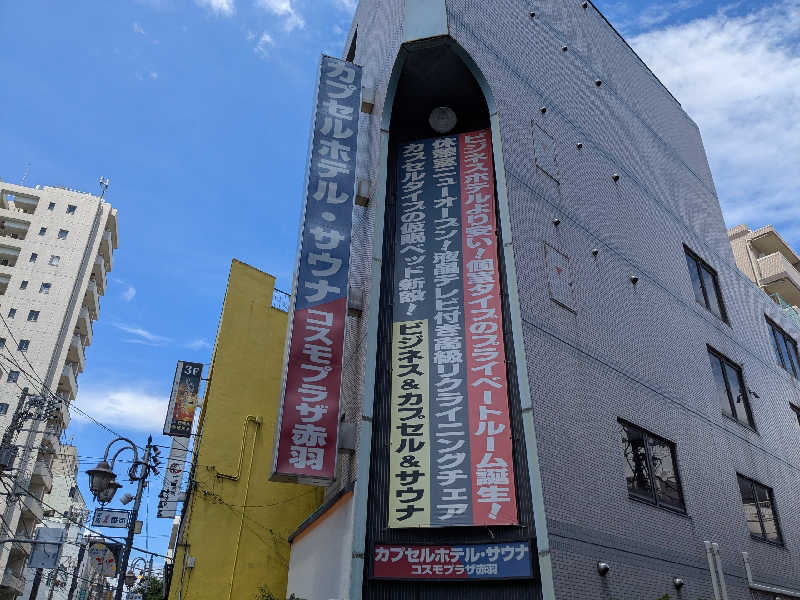 カプセルホテル・サウナ コスモプラザ赤羽
ビジネスホテルより安い!個室タイプのプライベートルーム誕生!
休憩室ニューオープン!液晶テレビ付き高級リクライニングチェア
カプセルタイプの仮眠ベッド新設!
ビジネス&カプセル&サウナ
カプセルホテル・サウナ
コスモプラザ赤羽
3F